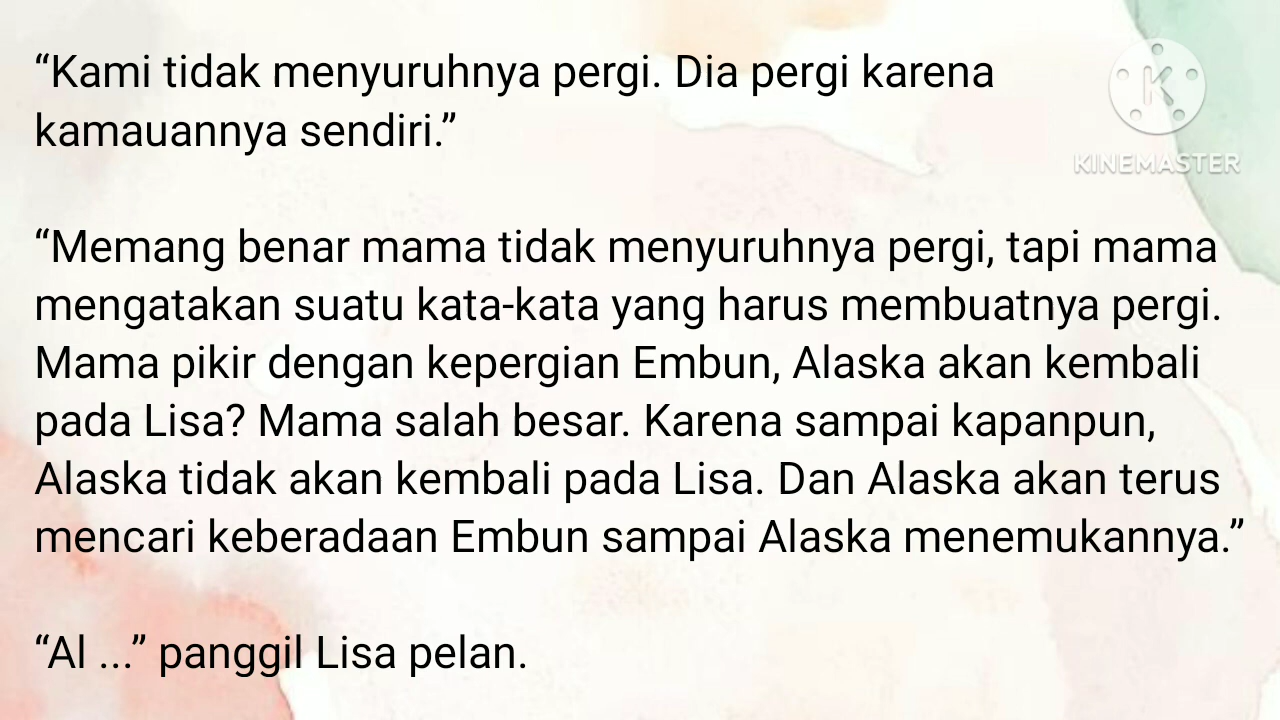 “Kami tidak menyuruhnya pergi. Dia pergi karena
kamauannya sendiri.”
KINEMASTER
“Memang benar mama tidak menyuruhnya pergi, tapi mama
mengatakan suatu kata-kata yang harus membuatnya pergi.
Mama pikir dengan kepergian Embun, Alaska akan kembali
pada Lisa? Mama salah besar. Karena sampai kapanpun,
Alaska tidak akan kembali pada Lisa. Dan Alaska akan terus
mencari keberadaan Embun sampai Alaska menemukannya.”
“Al ...” panggil Lisa pelan.